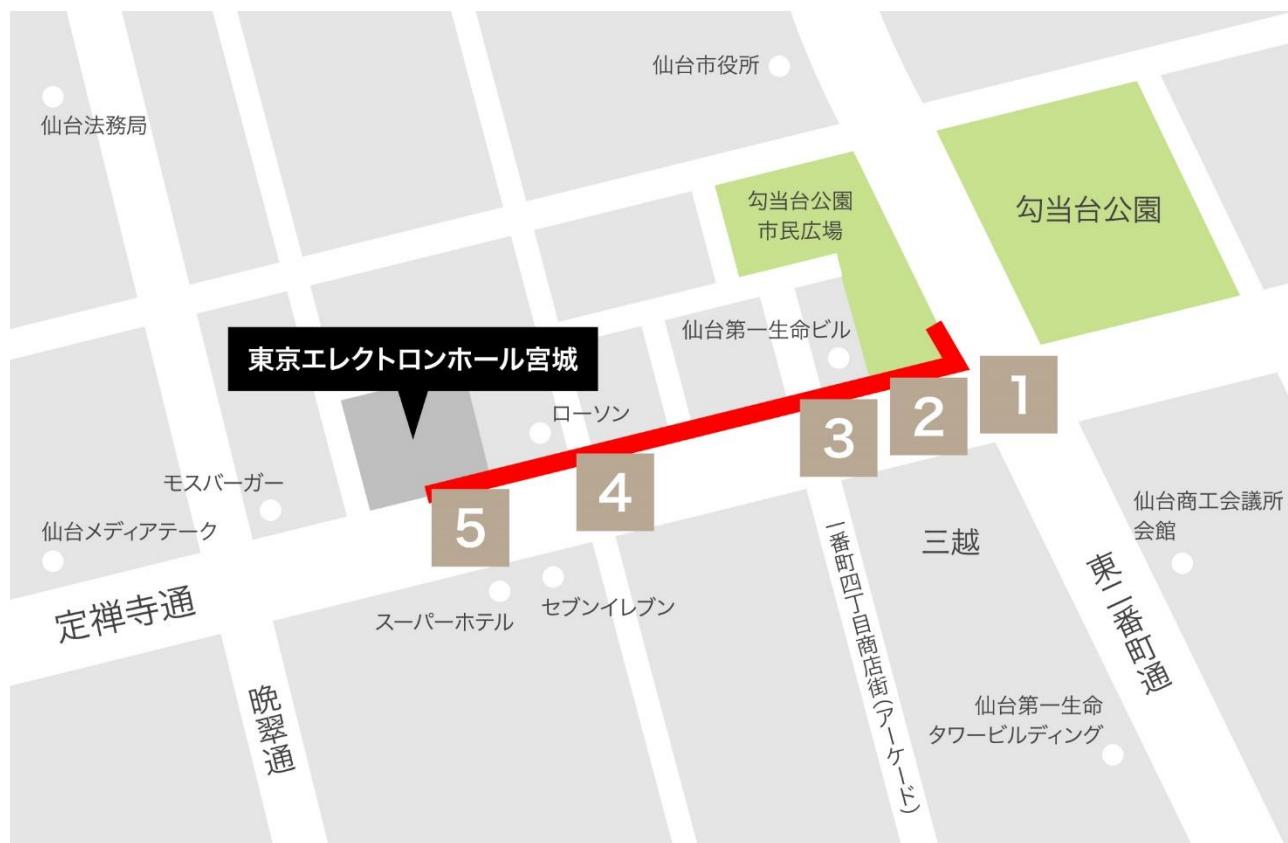 仙台市役所
仙台法務局
勾当台公園
市民広場
勾当台公園
仙台第一生命ビル
東京エレクトロンホール宮城
ローソン
1
2
3
4
5
モスバーガー
仙台メディアテーク
定禅寺通
スーパーホテル
セブンイレブン
晩翠通
一番町四丁目商店街(アーケード)
三越
仙台商工会議所
会館
東二番町通
仙台第一生命
タワービルディング